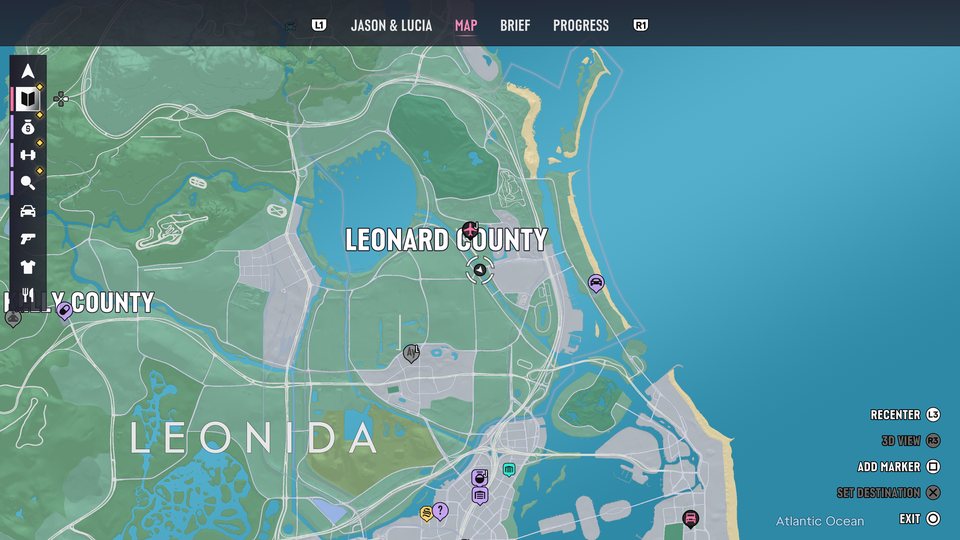 L1 JASON & LUCIA MAP BRIEF PROGRESS R1
LEONARD COUNTY
COUNTY
LEONIDA
RECENTER L3
3D VIEW R3
ADD MARKER
SET DESTINATION
Atlantic Ocean
EXIT